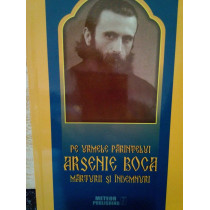 PE URMELE PĂRINTELUI
ARSENIE BOCA
MĂRTURII ȘI ÎNDEMNURI
METEOR
PUBLISHING